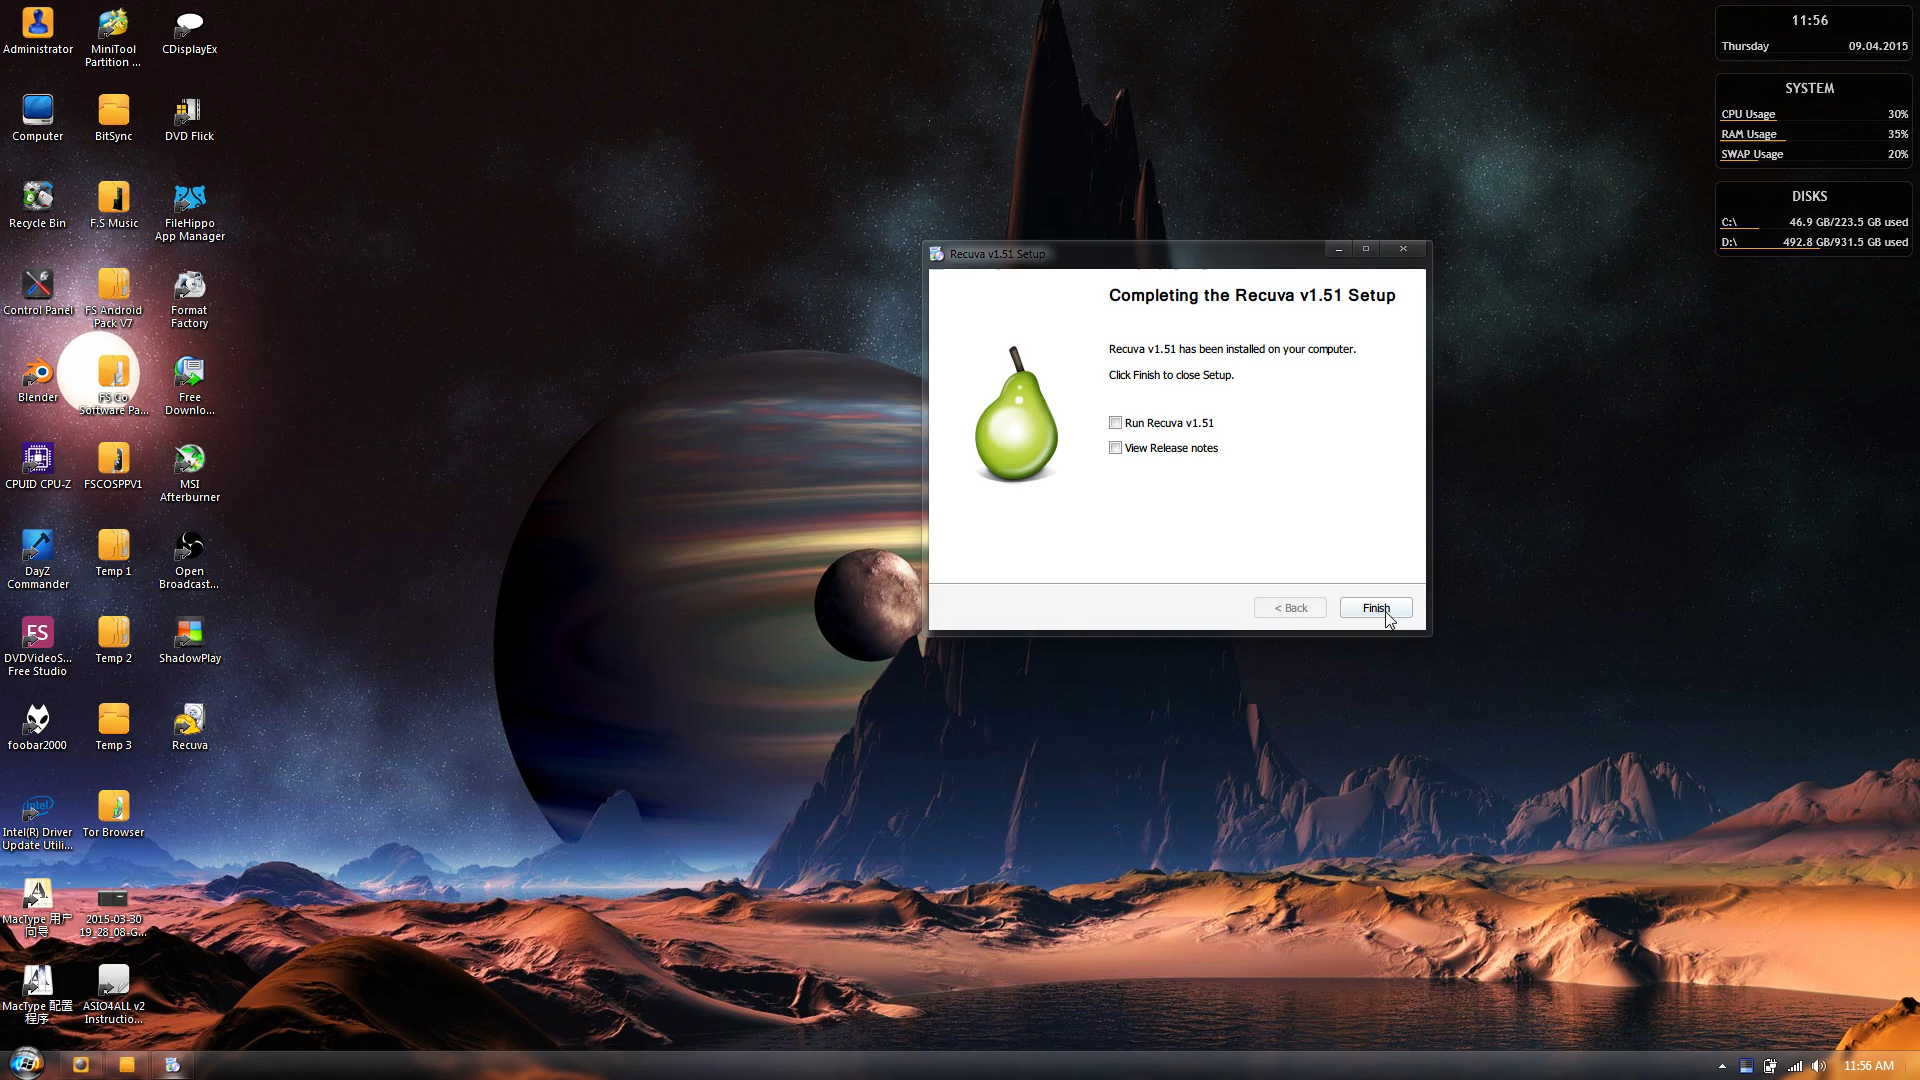 Administrator
MiniTool
Partition ...
CDisplayEx
Computer
BitSync
DVD Flick
Recycle Bin
F.S Music
FileHippo
App Manager
Control Panel
FS Android
Pack V7
Format
Factory
Blender
FS Co
Software Pa...
Free
Downlo...
CPUID CPU-Z
FSCOSPPV1
MSI
Afterburner
DayZ
Commander
Temp 1
Open
Broadcast...
FS
DVDVideoS...
Free Studio
Temp 2
ShadowPlay
foobar2000
Temp 3
Recuva
intel
Intel(R) Driver
Update Utili...
Tor Browser
MacType 用户
向导
2015-03-30
19_28_08-G...
MacType 配置
程序
ASIO4ALL v2
Instructio...
Recuva v1.51 Setup
Completing the Recuva v1.51 Setup
Recuva v1.51 has been installed on your computer.
Click Finish to close Setup.
Run Recuva v1.51
View Release notes
< Back
Finish
11:56
Thursday 09.04.2015
SYSTEM
CPU Usage 30%
RAM Usage 35%
SWAP Usage 20%
DISKS
C:\ 46.9 GB/223.5 GB used
D:\ 492.8 GB/931.5 GB used
11:56 AM